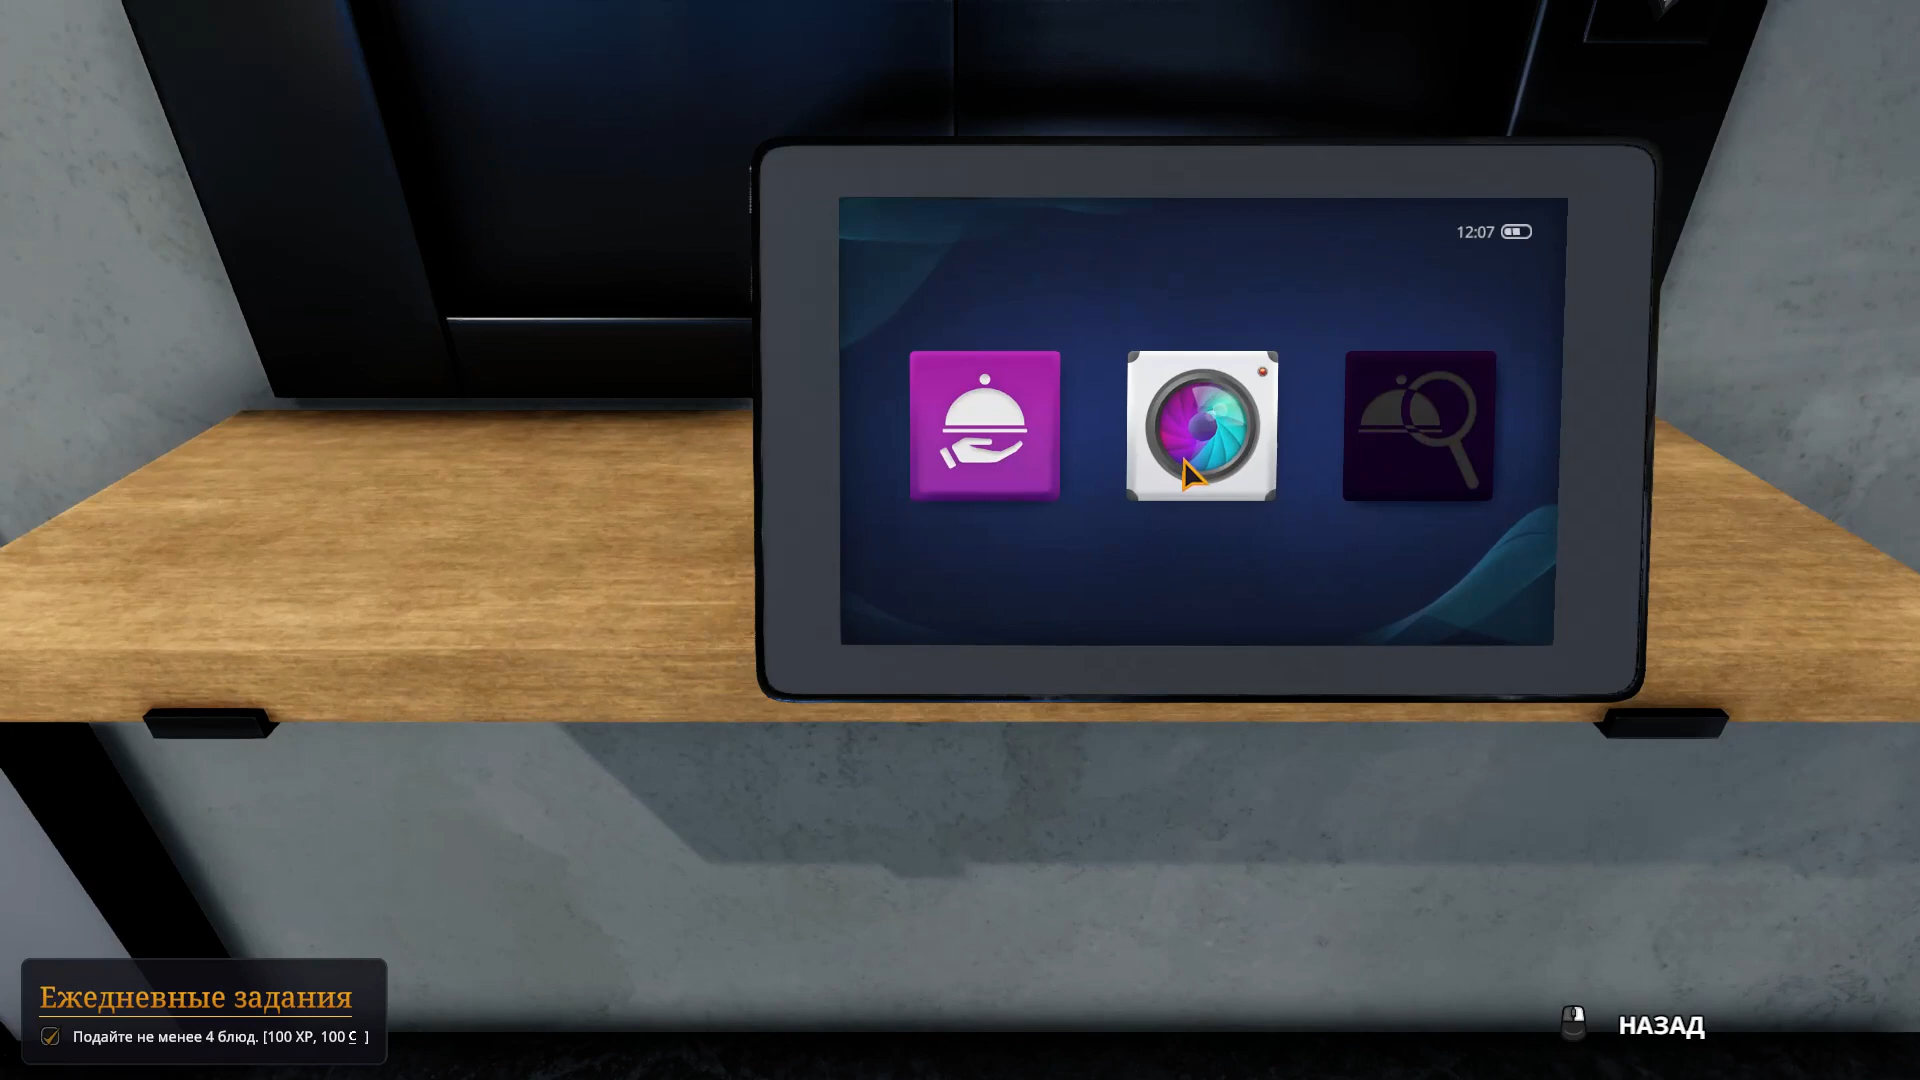 12:07
Ежедневные задания
Подайте не менее 4 блюд. [100 XP, 100 C ]
НАЗАД